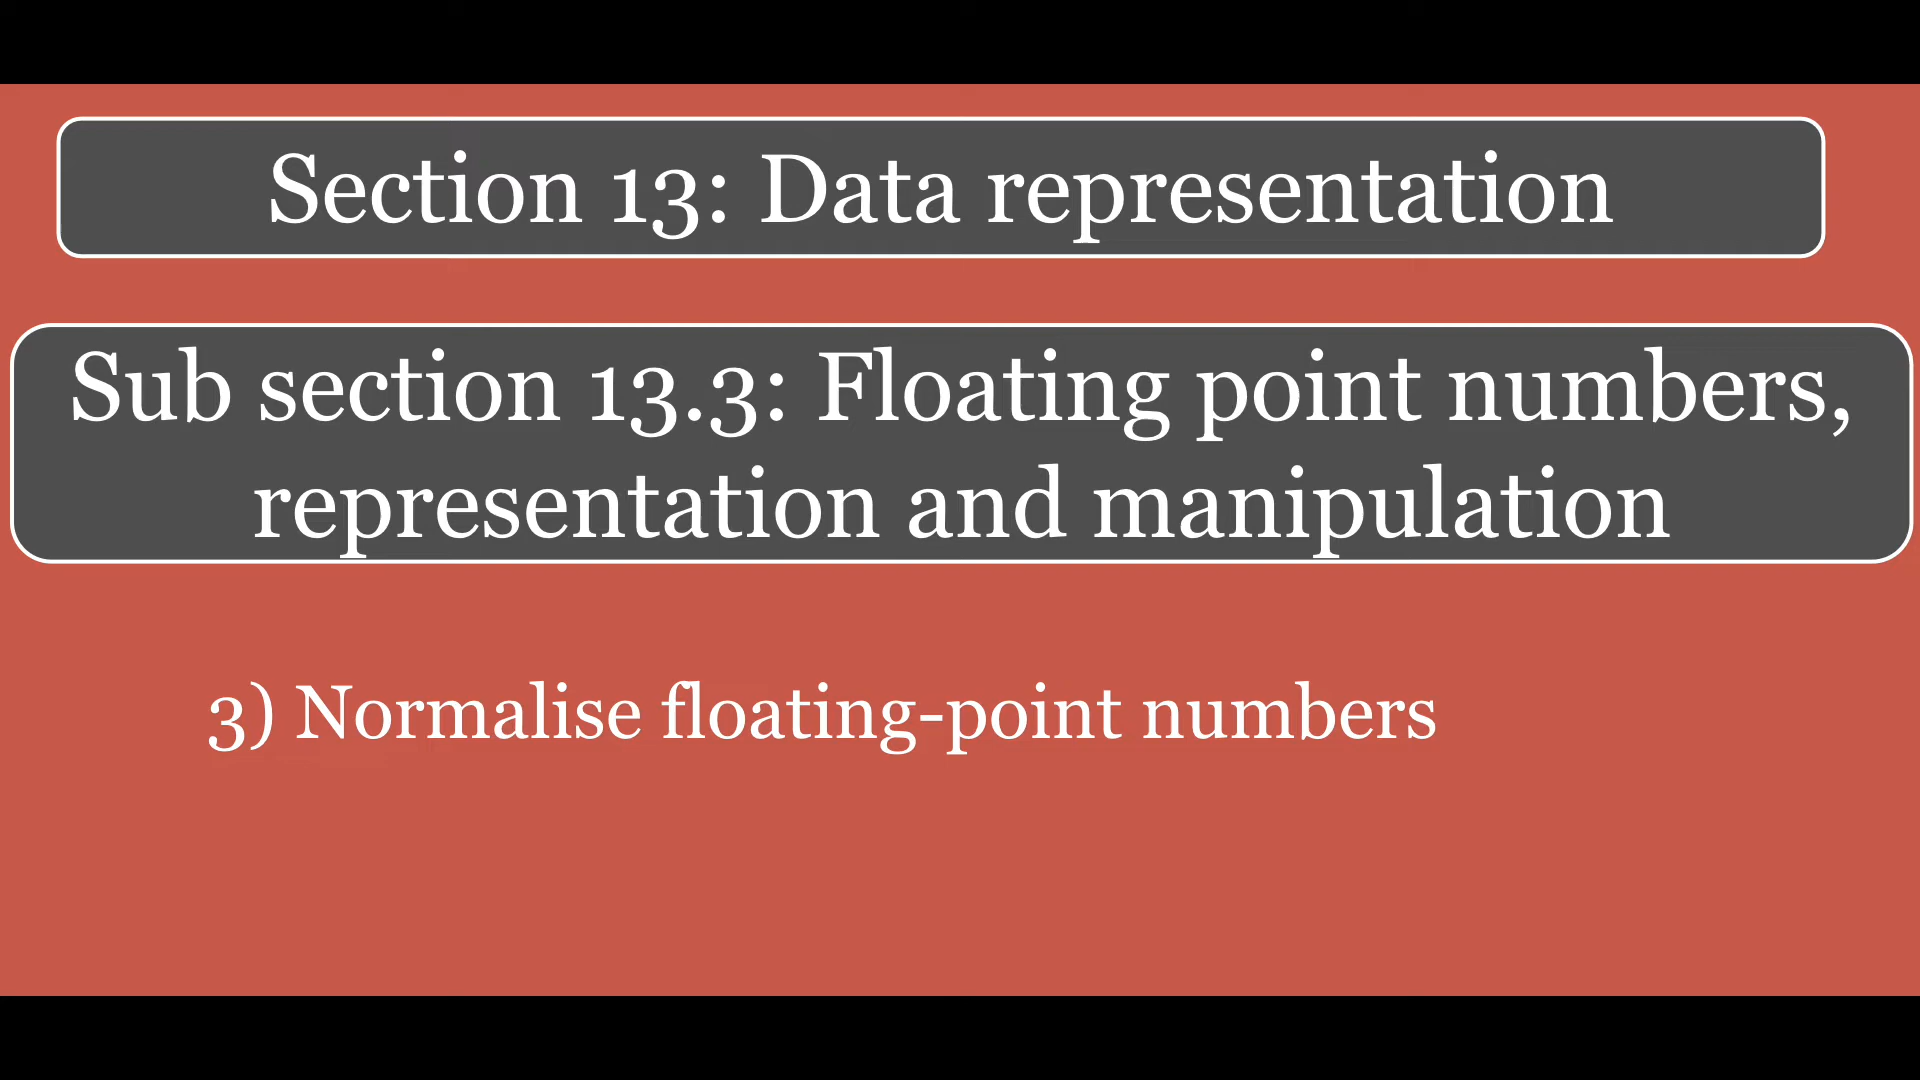 Section 13: Data representation
Sub section 13.3: Floating point numbers,
representation and manipulation
3) Normalise floating-point numbers